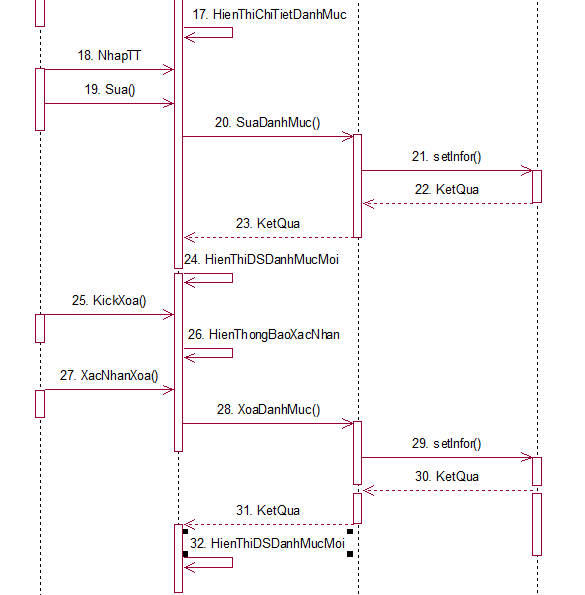 17. HienThiChiTietDanhMuc
18. NhapTT
19. Sua()
20. SuaDanhMuc()
21. setInfor()
22. KetQua
23. KetQua
24. HienThiDSDanhMucMoi
25. KickXoa()
26. HienThongBaoXacNhan
27. XacNhanXoa()
28. XoaDanhMuc()
29. setInfor()
30. KetQua
31. KetQua
32. HienThiDSDanhMucMoi